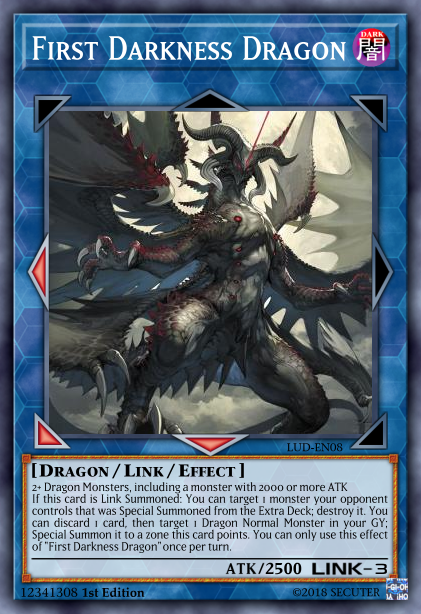 First Darkness Dragon
DARK
闇
LUD-EN08
[Dragon / Link / Effect]
2+ Dragon Monsters, including a monster with 2000 or more ATK
If this card is Link Summoned: You can target 1 monster your opponent
controls that was Special Summoned from the Extra Deck; destroy it. You
can discard 1 card, then target 1 Dragon Normal Monster in your GY;
Special Summon it to a zone this card points. You can only use this effect
of "First Darkness Dragon" once per turn.
ATK/2500 LINK-3
12341308 1st Edition ©2018 SECUTER